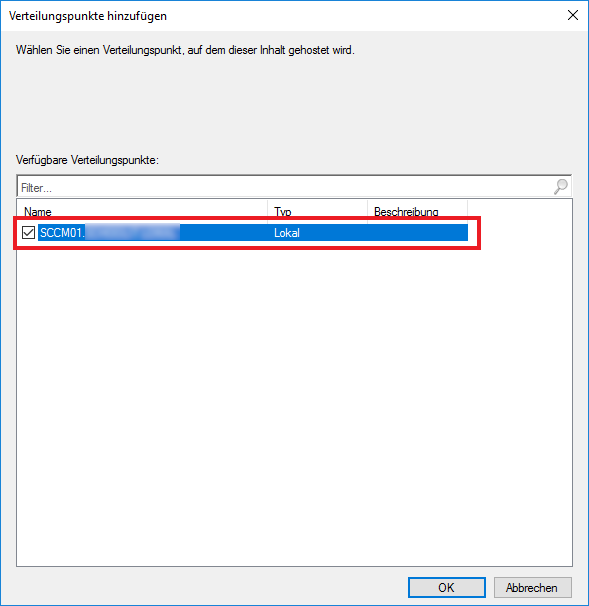 Verteilungspunkte hinzufügen
Wählen Sie einen Verteilungspunkt, auf dem dieser Inhalt gehostet wird.
Verfügbare Verteilungspunkte:
Filter...
Name Typ Beschreibung
SCCM01. Lokal
OK Abbrechen